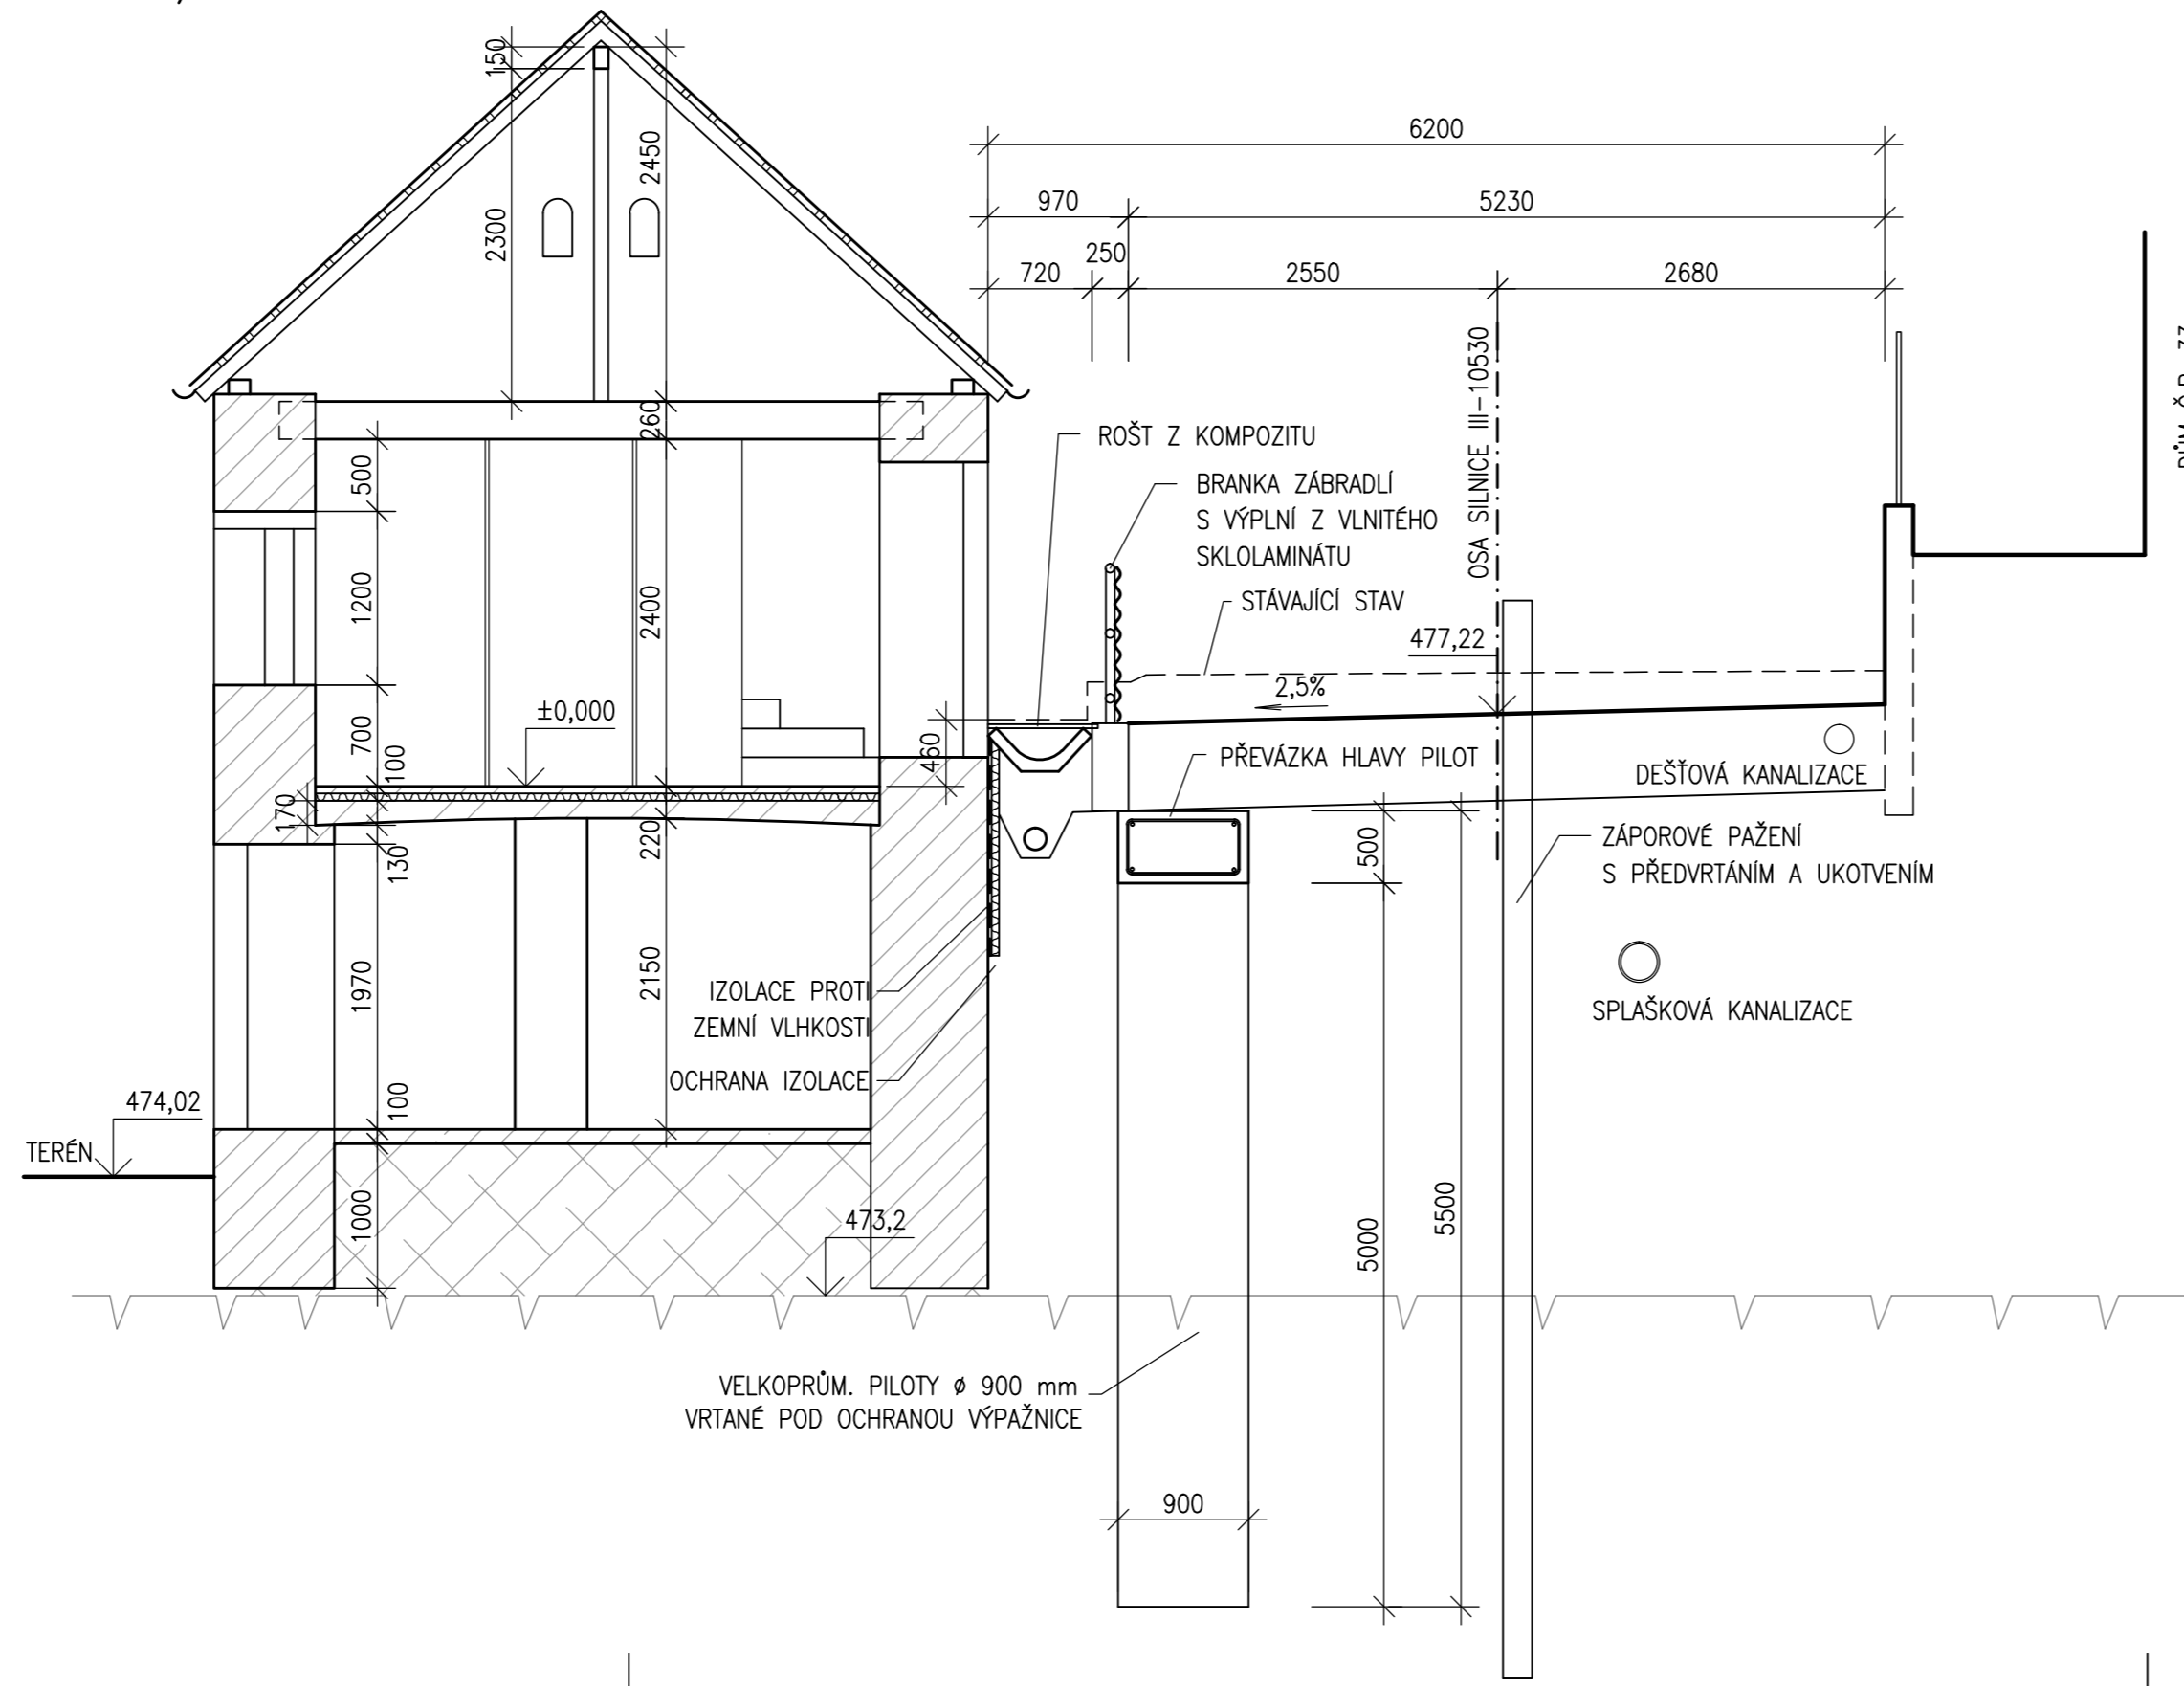 150
2450
2300
6200
970
5230
250
720
2550
2680
OSA SILNICE III-10530
260
500
1200
2400
700
100
±0,000
460
170
130
220
1970
2150
100
1000
ROŠT Z KOMPOZITU
BRANKA ZÁBRADLÍ
S VÝPLNÍ Z VLNITÉHO
SKLOLAMINÁTU
STÁVAJÍCÍ STAV
477,22
2,5%
PŘEVÁZKA HLAVY PILOT
DEŠŤOVÁ KANALIZACE
500
ZÁPOROVÉ PAŽENÍ
S PŘEDVRTÁNÍM A UKOTVENÍM
SPLAŠKOVÁ KANALIZACE
IZOLACE PROTI
ZEMNÍ VLHKOSTI
OCHRANA IZOLACE
474,02
TERÉN
473,2
5000
5500
VELKOPRŮM. PILOTY ø 900 mm
VRTANÉ POD OCHRANOU VÝPAŽNICE
900